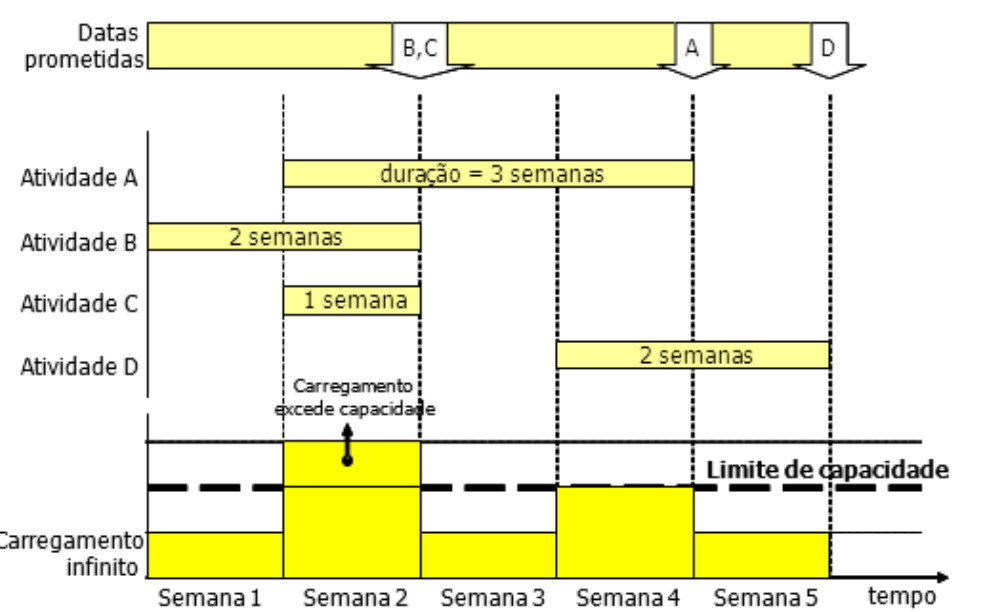 Datas
prometidas
B,C
A
D
Atividade A
duração = 3 semanas
Atividade B
2 semanas
Atividade C
1 semana
Atividade D
2 semanas
Carregamento
excede capacidade
Limite de capacidade
Carregamento
infinito
Semana 1
Semana 2
Semana 3
Semana 4
Semana 5
tempo